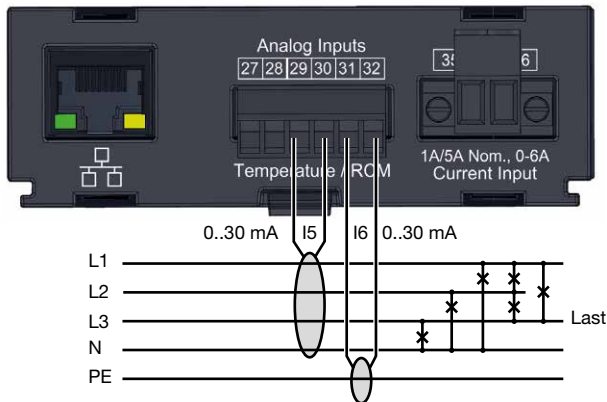 Analog Inputs
27 28 29 30 31 32
35 6
Temperature / RCM
1A/5A Nom., 0-6A
Current Input
0..30 mA I5 I6 0..30 mA
L1
L2
L3
Last
N
PE